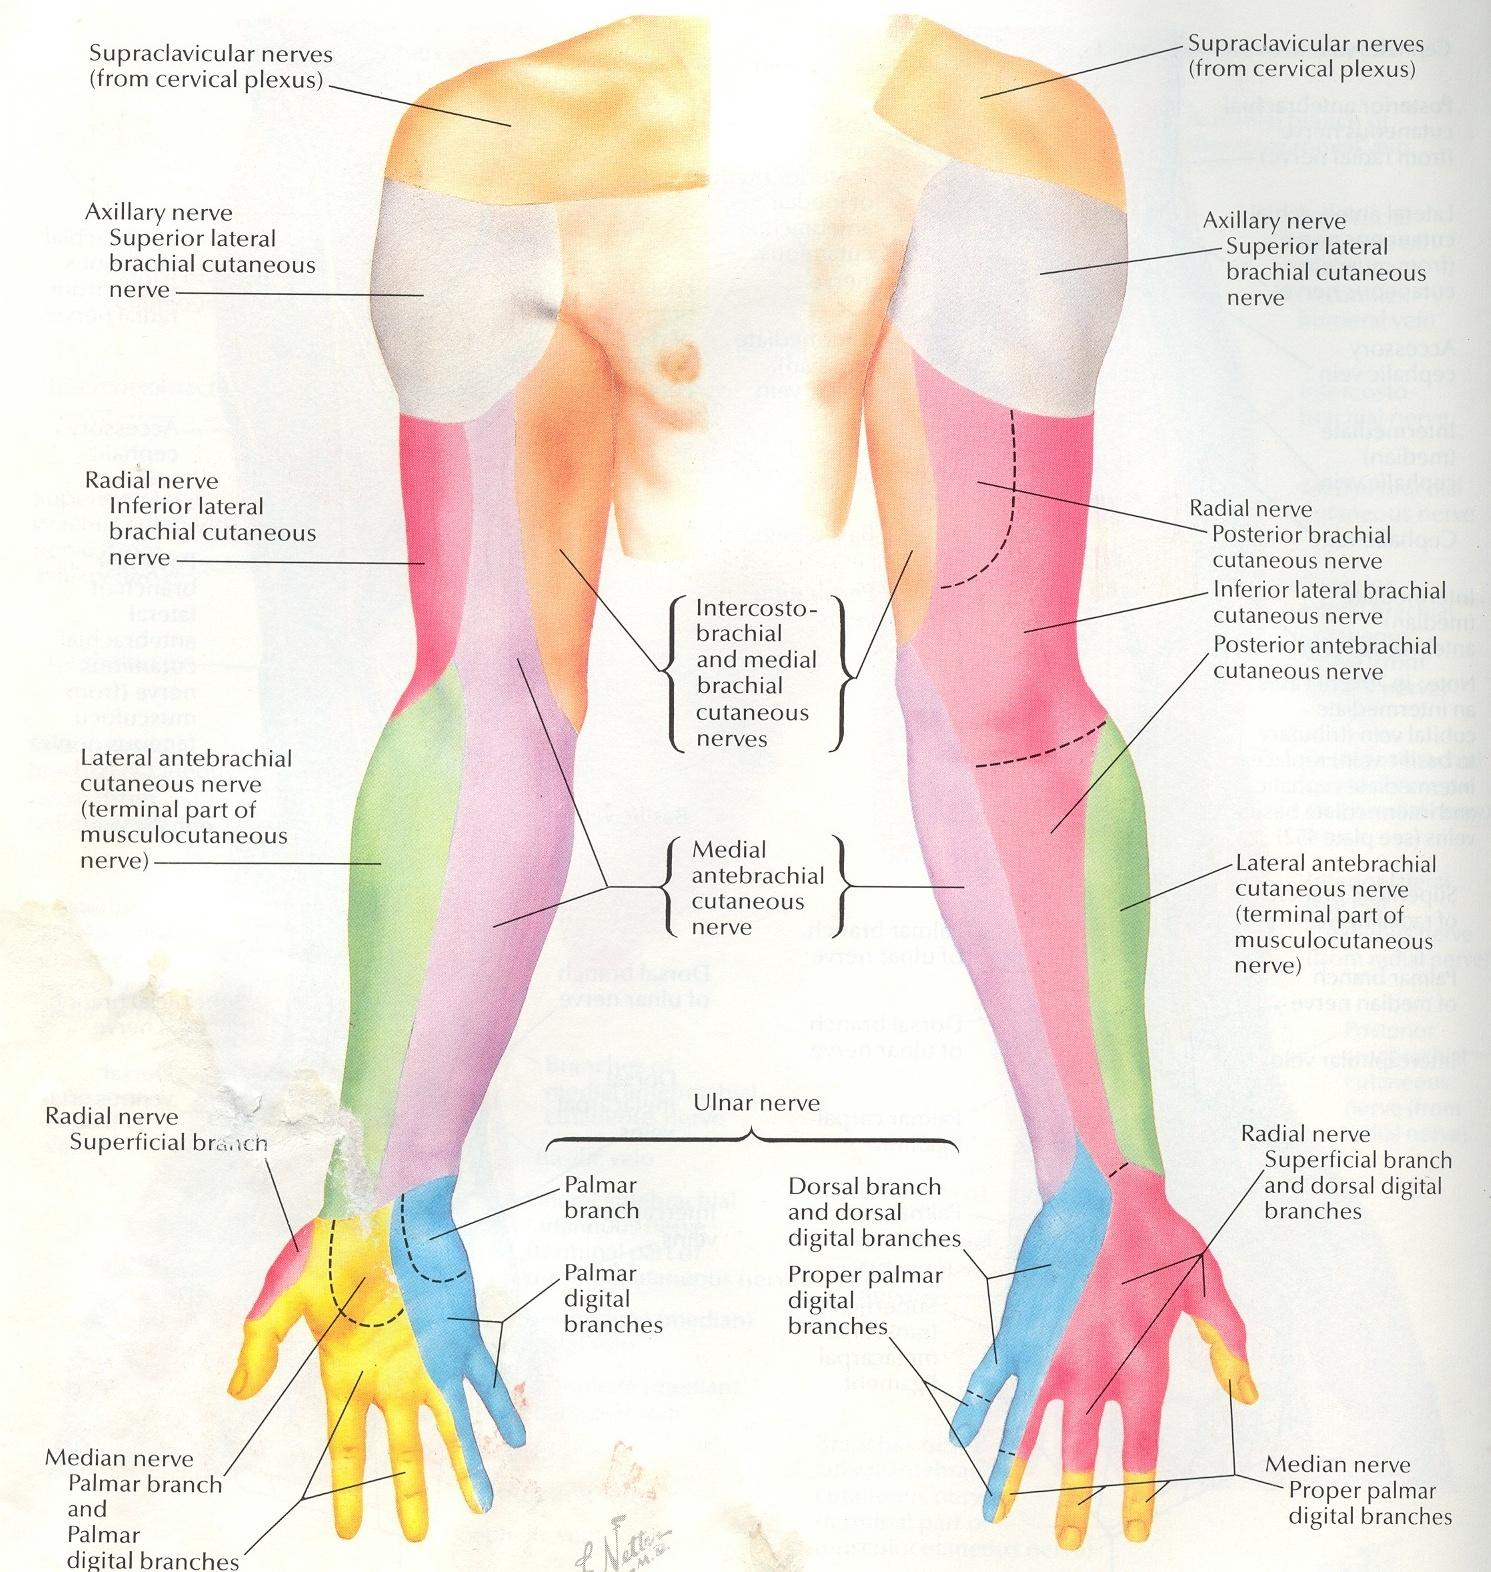 Supraclavicular nerves
(from cervical plexus)
Axillary nerve
Superior lateral
brachial cutaneous
nerve
Radial nerve
Inferior lateral
brachial cutaneous
nerve
Lateral antebrachial
cutaneous nerve
(terminal part of
musculocutaneous
nerve)
Radial nerve
Superficial branch
Median nerve
Palmar branch
and
Palmar
digital branches
Intercosto-
brachial
and medial
brachial
cutaneous
nerves
Medial
antebrachial
cutaneous
nerve
Ulnar nerve
Palmar
branch
Palmar
digital
branches
Dorsal branch
and dorsal
digital branches
Proper palmar
digital
branches
Supraclavicular nerves
(from cervical plexus)
Axillary nerve
Superior lateral
brachial cutaneous
nerve
Radial nerve
Posterior brachial
cutaneous nerve
Inferior lateral brachial
cutaneous nerve
Posterior antebrachial
cutaneous nerve
Lateral antebrachial
cutaneous nerve
(terminal part of
musculocutaneous
nerve)
Radial nerve
Superficial branch
and dorsal digital
branches
Median nerve
Proper palmar
digital branches
F Netter
M.D.